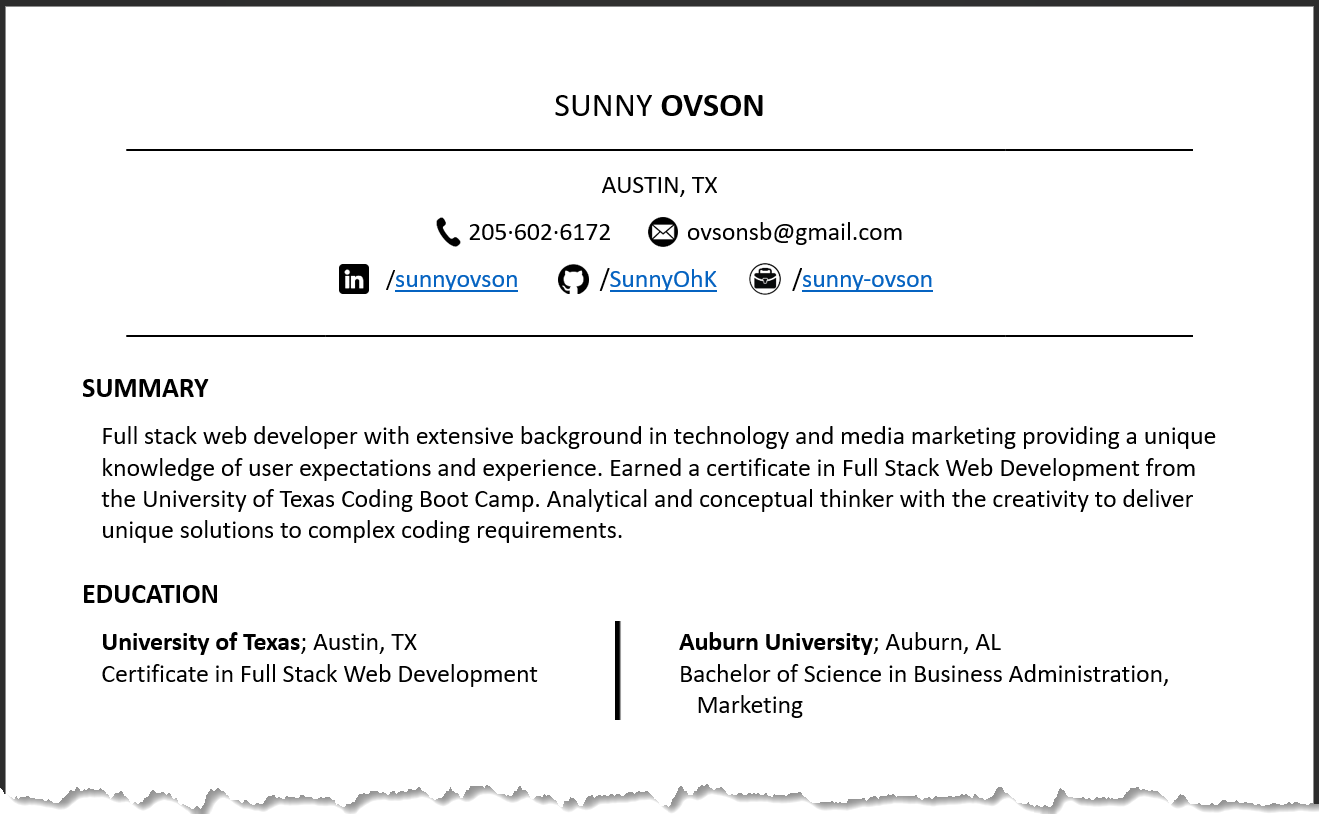 SUNNY OVSON
AUSTIN, TX
205·602·6172 ovsonsb@gmail.com
in /sunnyovson /SunnyOhK /sunny-ovson
SUMMARY
Full stack web developer with extensive background in technology and media marketing providing a unique
knowledge of user expectations and experience. Earned a certificate in Full Stack Web Development from
the University of Texas Coding Boot Camp. Analytical and conceptual thinker with the creativity to deliver
unique solutions to complex coding requirements.
EDUCATION
University of Texas; Austin, TX
Certificate in Full Stack Web Development
Auburn University; Auburn, AL
Bachelor of Science in Business Administration,
Marketing